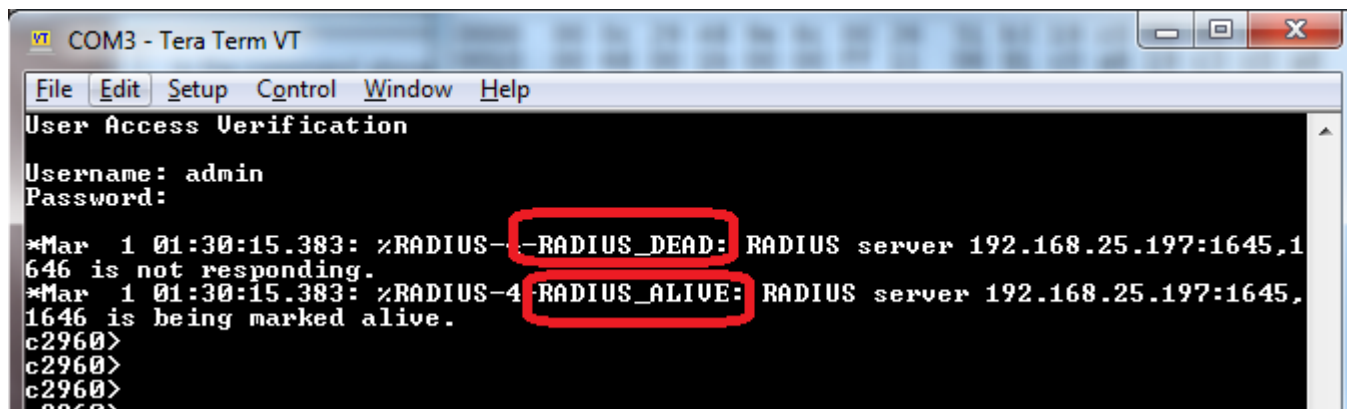 COM3 - Tera Term VT
File Edit Setup Control Window Help
User Access Verification
Username: admin
Password:
*Mar 1 01:30:15.383: %RADIUS-4-RADIUS_DEAD: RADIUS server 192.168.25.197:1645,1
646 is not responding.
*Mar 1 01:30:15.383: %RADIUS-4-RADIUS_ALIVE: RADIUS server 192.168.25.197:1645,
1646 is being marked alive.
c2960>
c2960>
c2960>